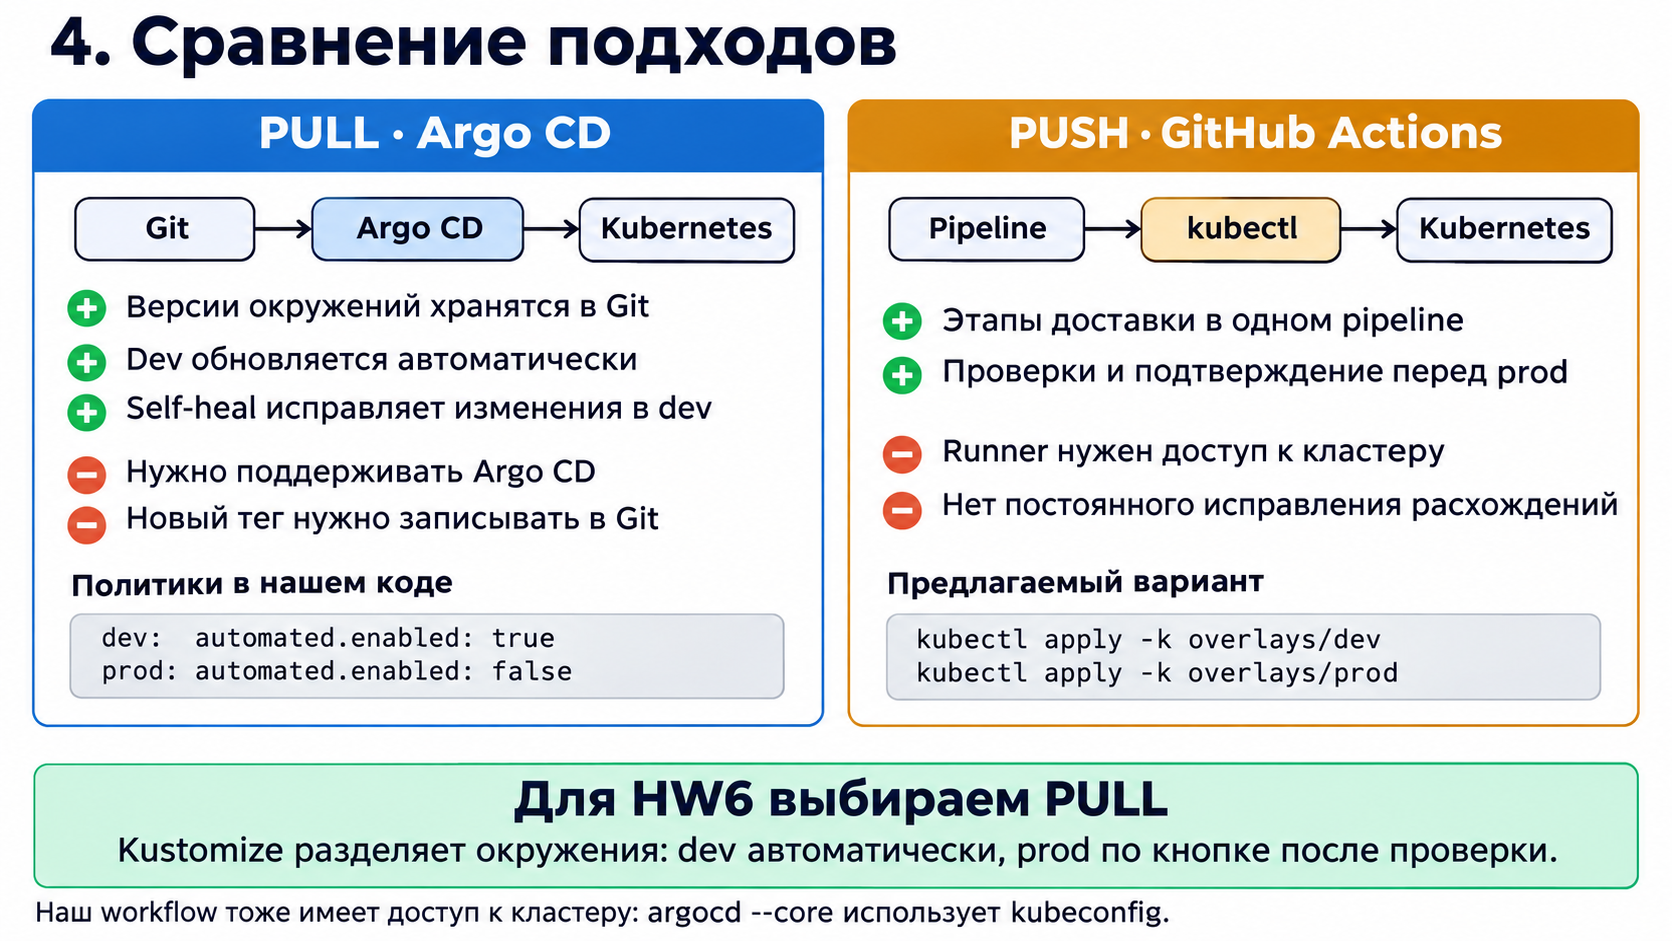 4. Сравнение подходов
PULL · Argo CD
Git
Argo CD
Kubernetes
Версии окружений хранятся в Git
Dev обновляется автоматически
Self-heal исправляет изменения в dev
Нужно поддерживать Argo CD
Новый тег нужно записывать в Git
Политики в нашем коде
dev:  automated.enabled: true
prod: automated.enabled: false
PUSH · GitHub Actions
Pipeline
kubectl
Kubernetes
Этапы доставки в одном pipeline
Проверки и подтверждение перед prod
Runner нужен доступ к кластеру
Нет постоянного исправления расхождений
Предлагаемый вариант
kubectl apply -k overlays/dev
kubectl apply -k overlays/prod
Для HW6 выбираем PULL
Kustomize разделяет окружения: dev автоматически, prod по кнопке после проверки.
Наш workflow тоже имеет доступ к кластеру: argocd --core использует kubeconfig.